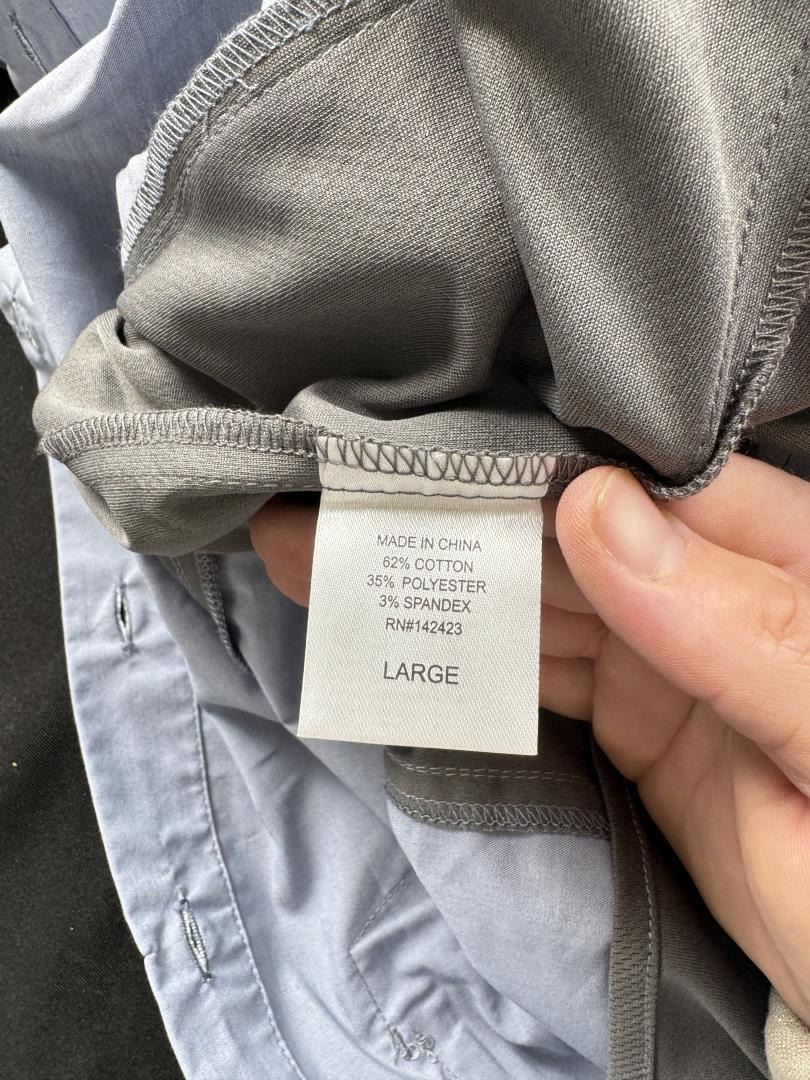 MADE IN CHINA
62% COTTON
35% POLYESTER
3% SPANDEX
RN#142423
LARGE